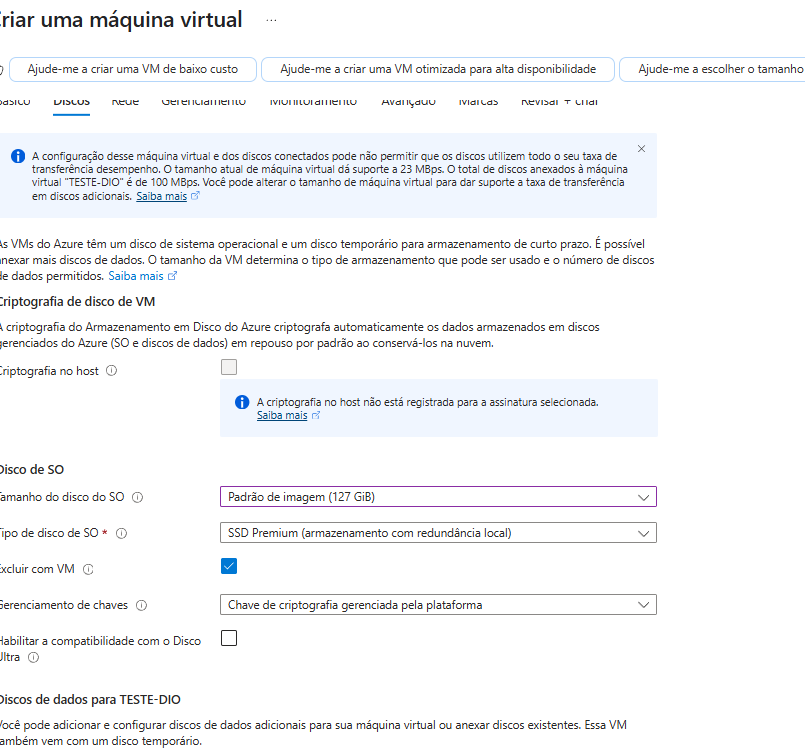 riar uma máquina virtual ...
Ajude-me a criar uma VM de baixo custo Ajude-me a criar uma VM otimizada para alta disponibilidade Ajude-me a escolher o tamanho
Básico Discos Rede Gerenciamento Monitoramento Avançado Marcas Revisar + criar
A configuração desse máquina virtual e dos discos conectados pode não permitir que os discos utilizem todo o seu taxa de
transferência desempenho. O tamanho atual de máquina virtual dá suporte a 23 MBps. O total de discos anexados à máquina
virtual "TESTE-DIO" é de 100 MBps. Você pode alterar o tamanho de máquina virtual para dar suporte a taxa de transferência
em discos adicionais. Saiba mais
As VMs do Azure têm um disco de sistema operacional e um disco temporário para armazenamento de curto prazo. É possível
anexar mais discos de dados. O tamanho da VM determina o tipo de armazenamento que pode ser usado e o número de discos
de dados permitidos. Saiba mais
Criptografia de disco de VM
A criptografia do Armazenamento em Disco do Azure criptografa automaticamente os dados armazenados em discos
gerenciados do Azure (SO e discos de dados) em repouso por padrão ao conservá-los na nuvem.
Criptografia no host
A criptografia no host não está registrada para a assinatura selecionada.
Saiba mais
Disco de SO
Tamanho do disco do SO Padrão de imagem (127 GiB)
Tipo de disco de SO * SSD Premium (armazenamento com redundância local)
Excluir com VM
Gerenciamento de chaves Chave de criptografia gerenciada pela plataforma
Habilitar a compatibilidade com o Disco
Ultra
Discos de dados para TESTE-DIO
Você pode adicionar e configurar discos de dados adicionais para sua máquina virtual ou anexar discos existentes. Essa VM
também vem com um disco temporário.